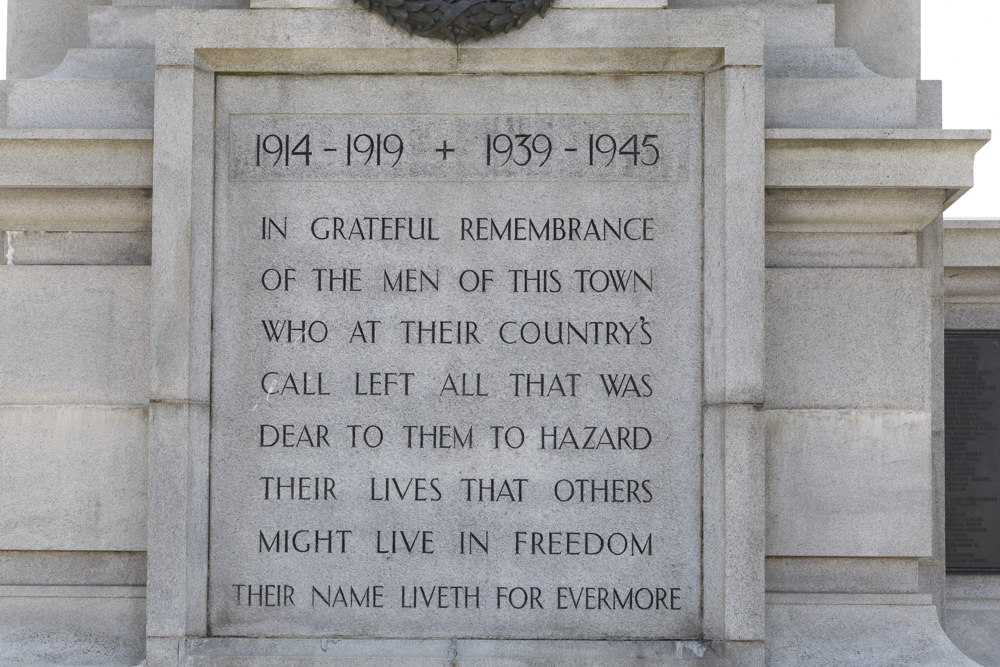 1914 - 1919 + 1939 - 1945
IN GRATEFUL REMEMBRANCE
OF THE MEN OF THIS TOWN
WHO AT THEIR COUNTRY'S
CALL LEFT ALL THAT WAS
DEAR TO THEM TO HAZARD
THEIR LIVES THAT OTHERS
MIGHT LIVE IN FREEDOM
THEIR NAME LIVETH FOR EVERMORE